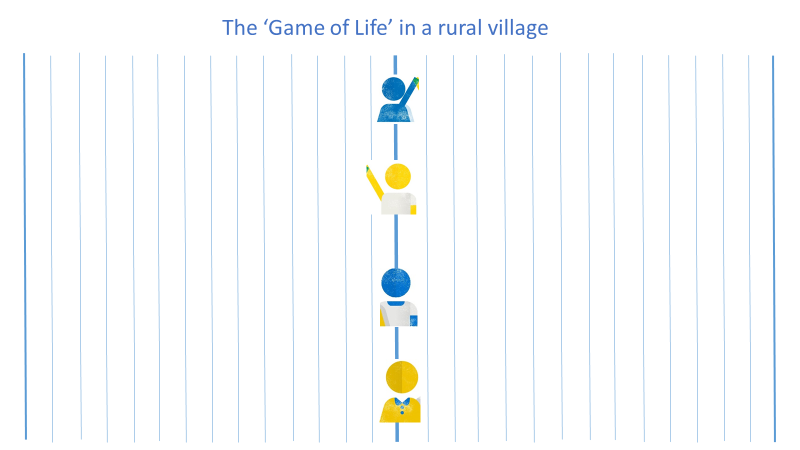 The ‘Game of Life’ in a rural village